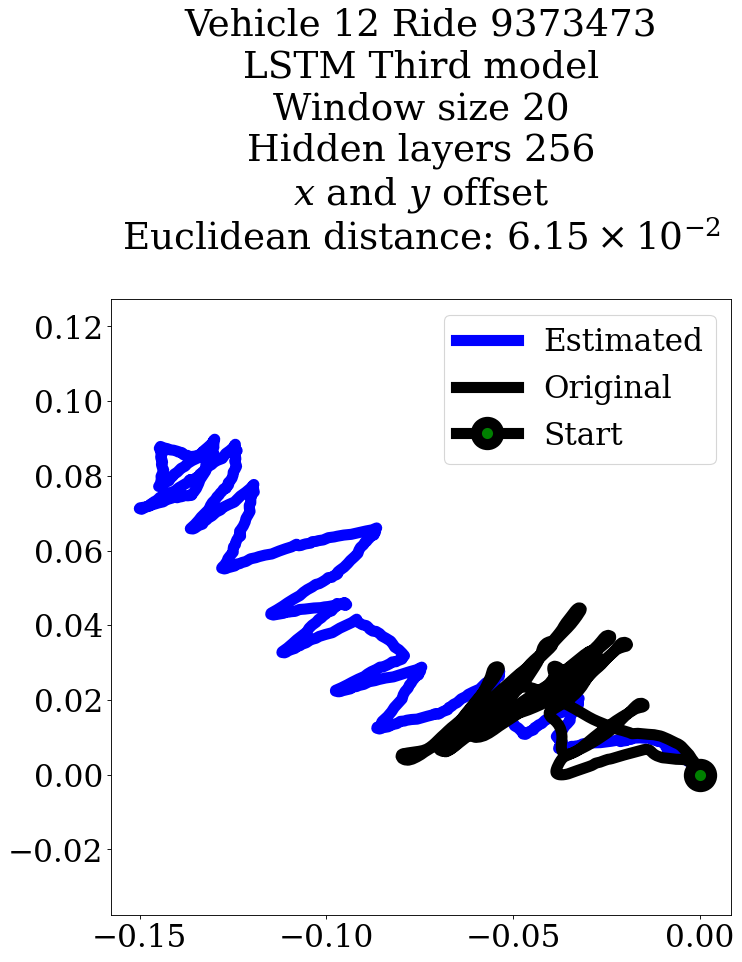 Vehicle 12 Ride 9373473
LSTM Third model
Window size 20
Hidden layers 256
x and y offset
Euclidean distance: 6.15 × 10⁻²
Estimated
Original
Start
0.12
0.10
0.08
0.06
0.04
0.02
0.00
−0.02
−0.15
−0.10
−0.05
0.00